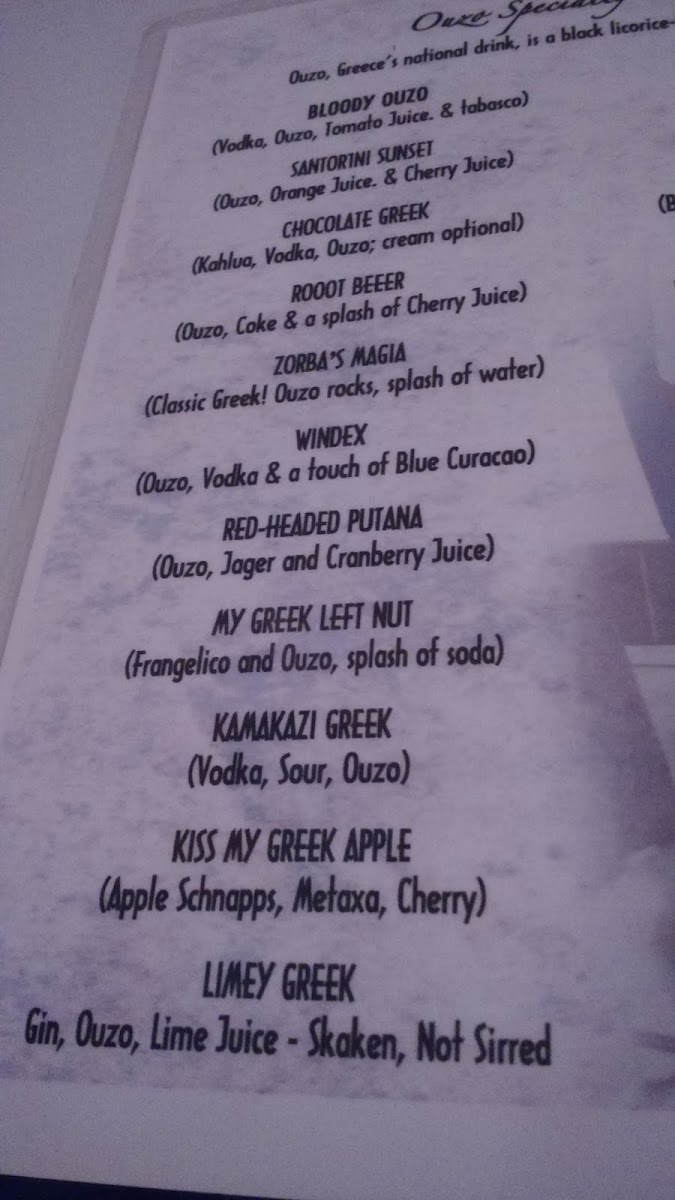 Ouzo Specialty
Ouzo, Greece's national drink, is a black licorice-
BLOODY OUZO
(Vodka, Ouzo, Tomato Juice. & tabasco)
SANTORINI SUNSET
(Ouzo, Orange Juice. & Cherry Juice)
CHOCOLATE GREEK
(Kahlua, Vodka, Ouzo; cream optional)
(B
ROOOT BEEER
(Ouzo, Coke & a splash of Cherry Juice)
ZORBA'S MAGIA
(Classic Greek! Ouzo rocks, splash of water)
WINDEX
(Ouzo, Vodka & a touch of Blue Curacao)
RED-HEADED PUTANA
(Ouzo, Jager and Cranberry Juice)
MY GREEK LEFT NUT
(Frangelico and Ouzo, splash of soda)
KAMAKAZI GREEK
(Vodka, Sour, Ouzo)
KISS MY GREEK APPLE
(Apple Schnapps, Metaxa, Cherry)
LIMEY GREEK
Gin, Ouzo, Lime Juice - Skaken, Not Sirred